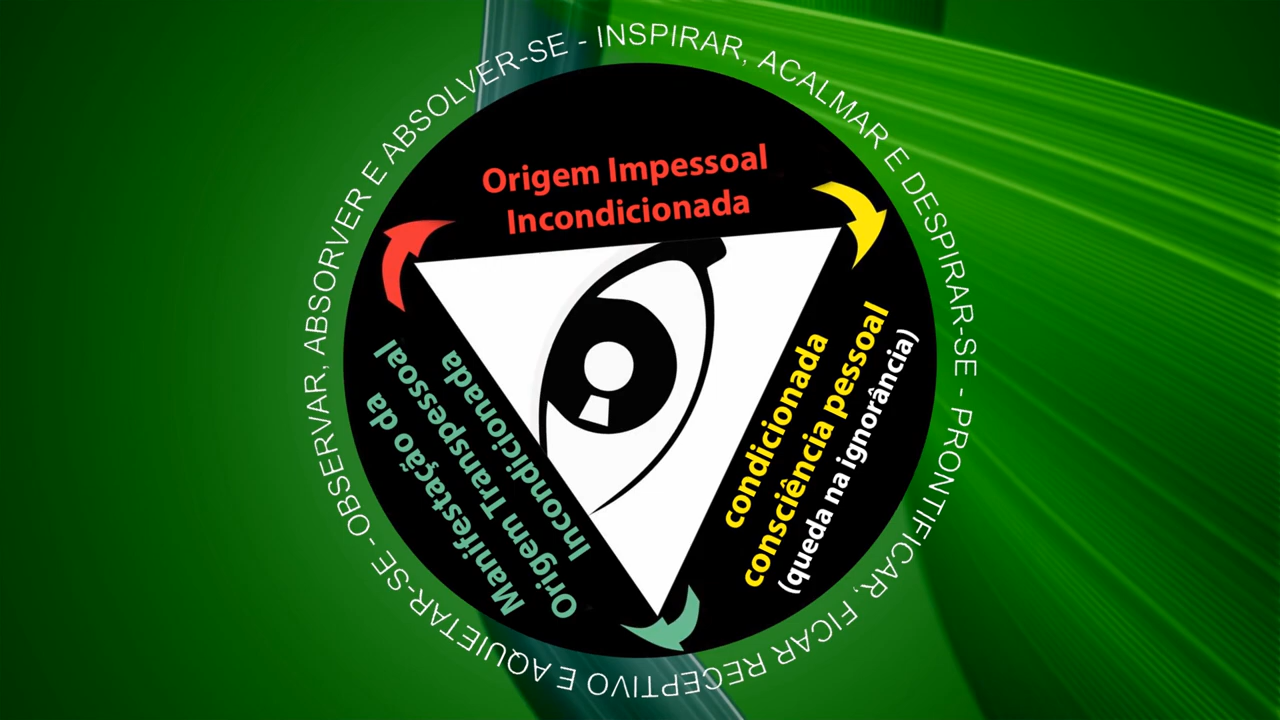 OBSERVAR, ABSORVER E ABSOLVER-SE - INSPIRAR, ACALMAR E DESPIRAR-SE - PRONTIFICAR, FICAR RECEPTIVO E AQUIETAR-SE -
Origem Impessoal
Incondicionada
condicionada
consciência pessoal
(queda na ignorância)
Manifestação da
Origem Transpessoal
Incondicionada